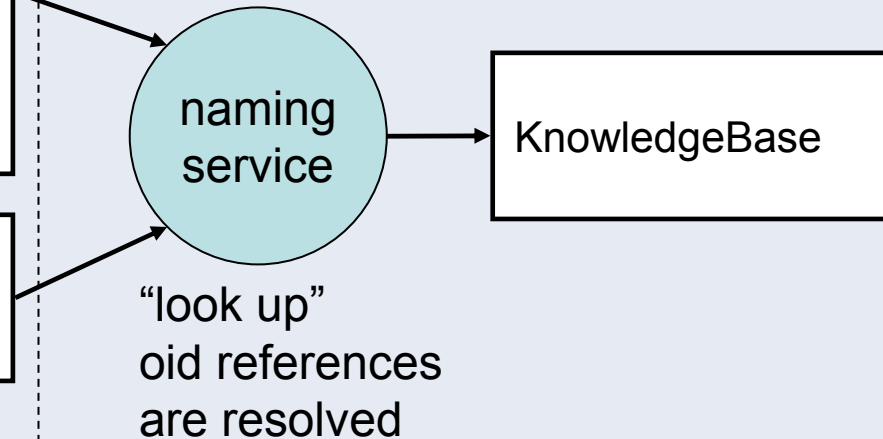 naming
service
KnowledgeBase
“look up”
oid references
are resolved